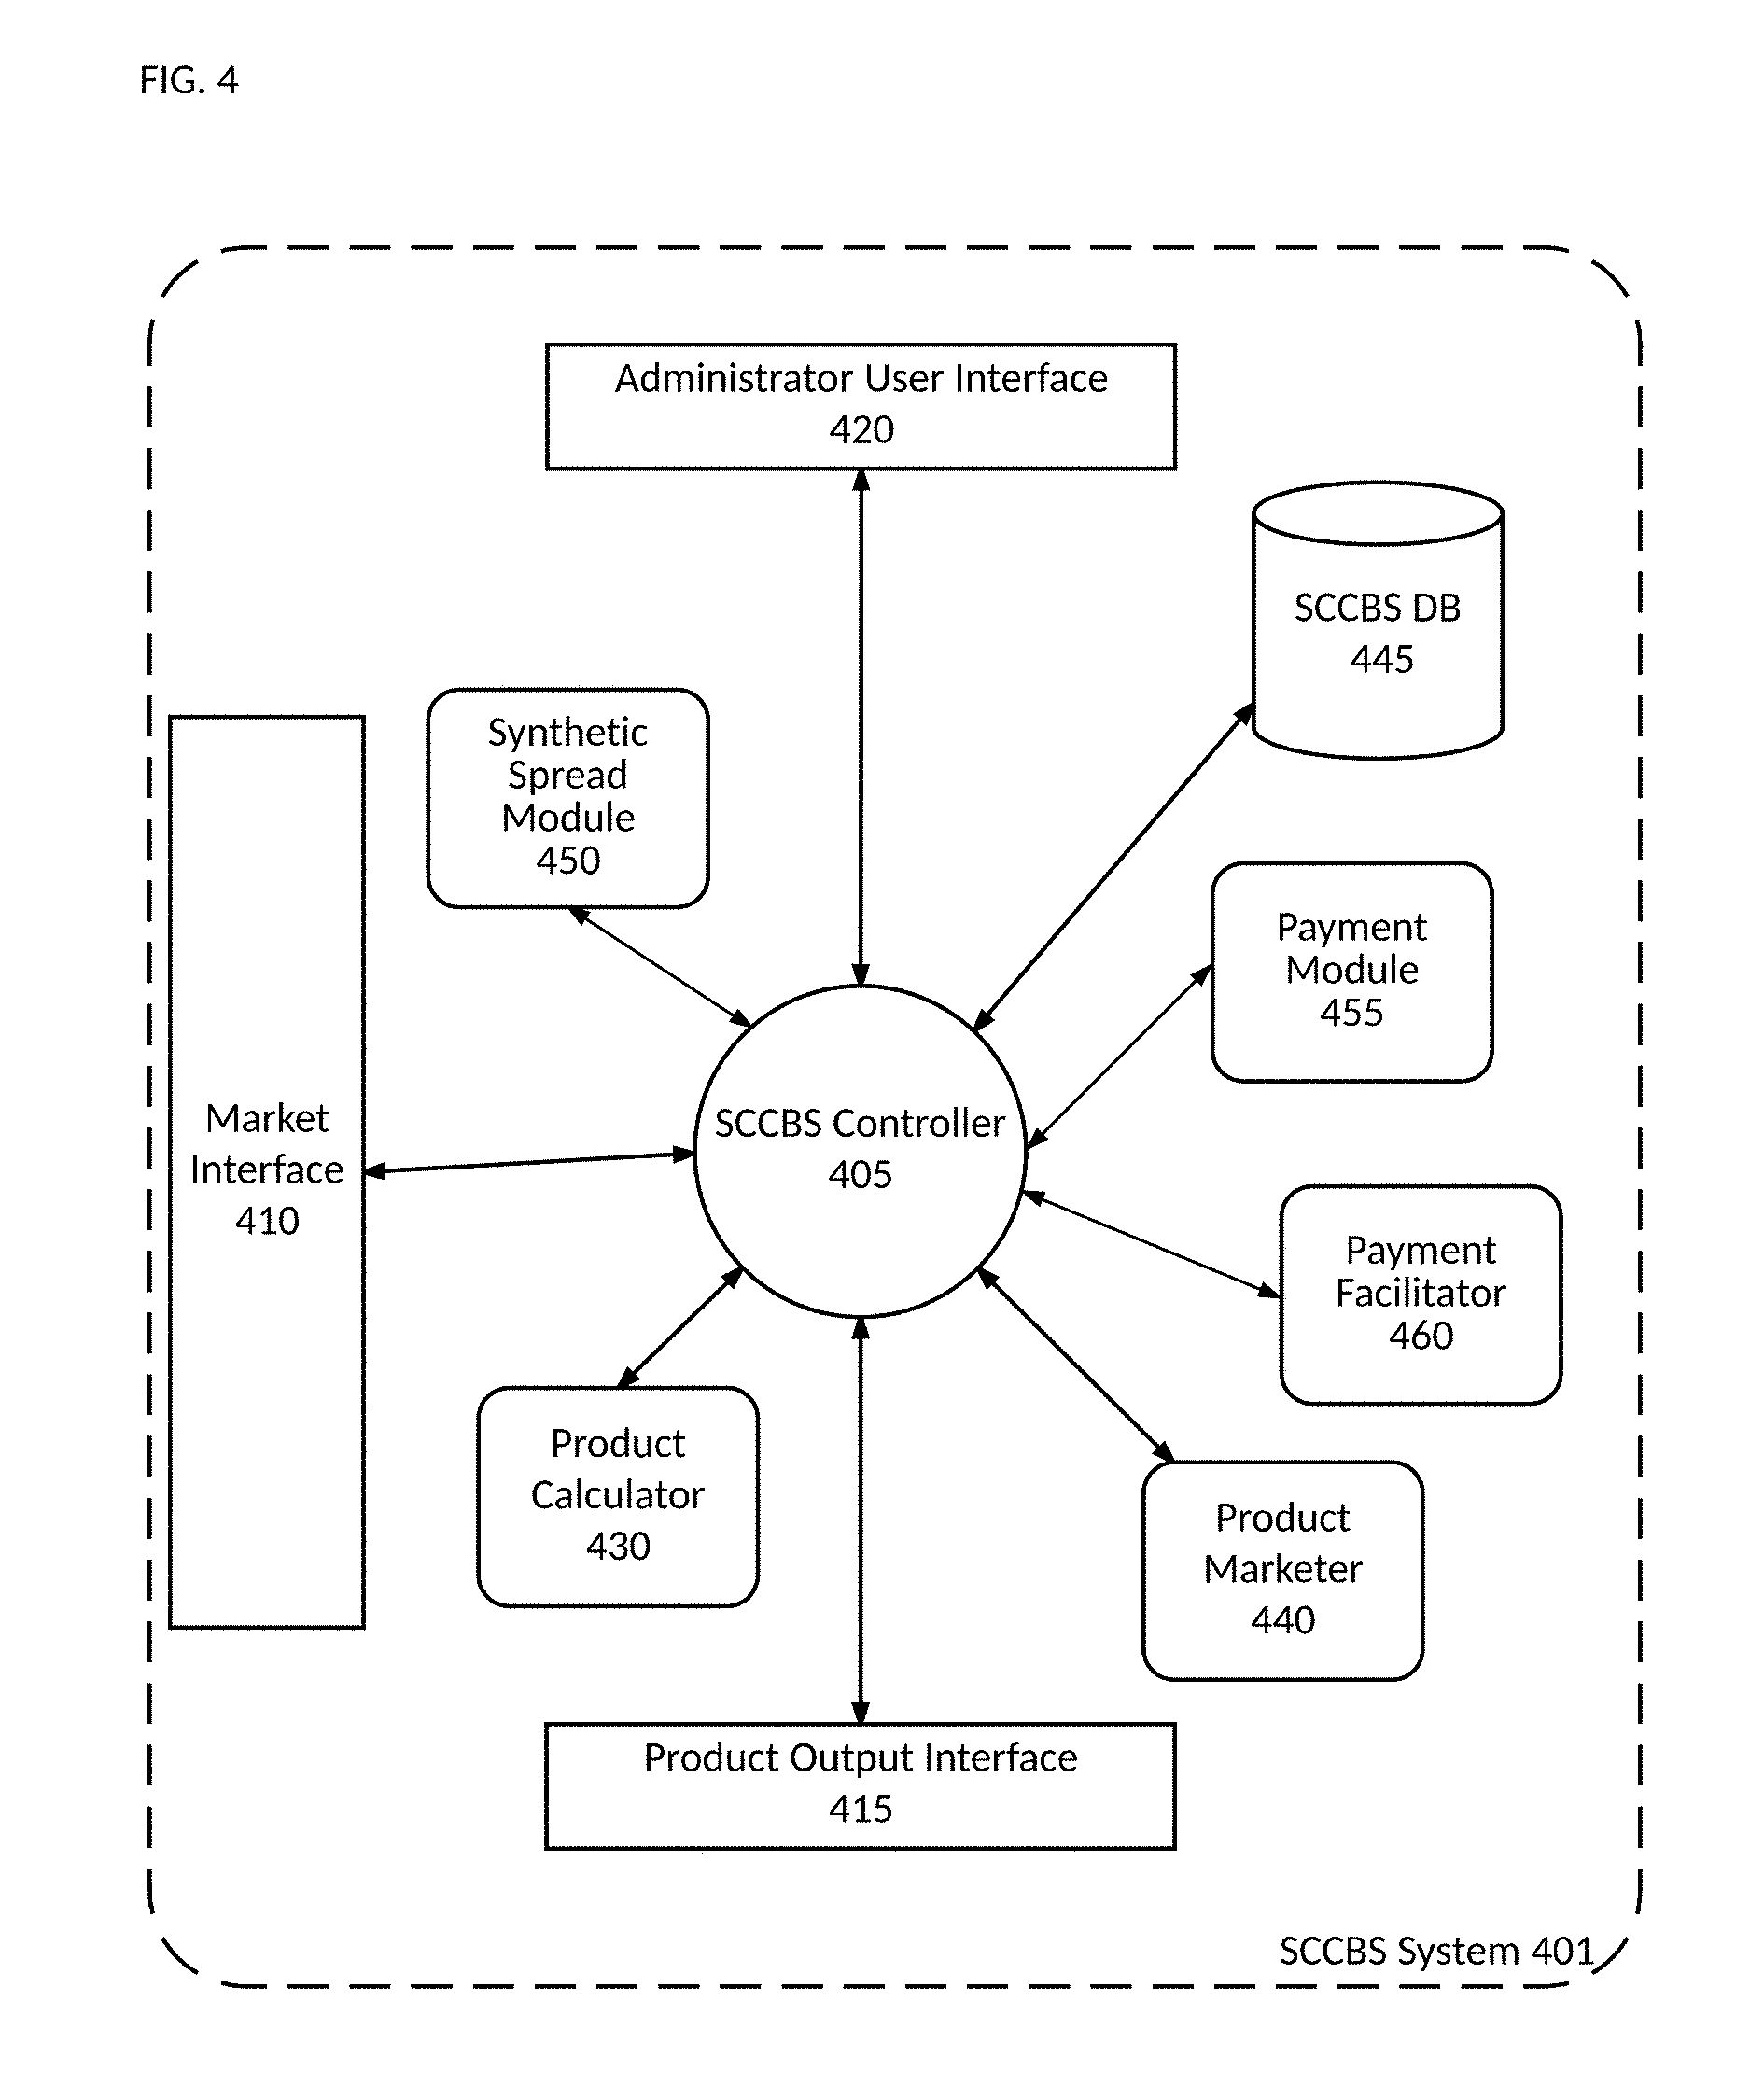 FIG. 4
Administrator User Interface
420
SCCBS DB
445
Synthetic
Spread
Module
450
Payment
Module
455
Market
Interface
410
SCCBS Controller
405
Payment
Facilitator
460
Product
Calculator
430
Product
Marketer
440
Product Output Interface
415
SCCBS System 401